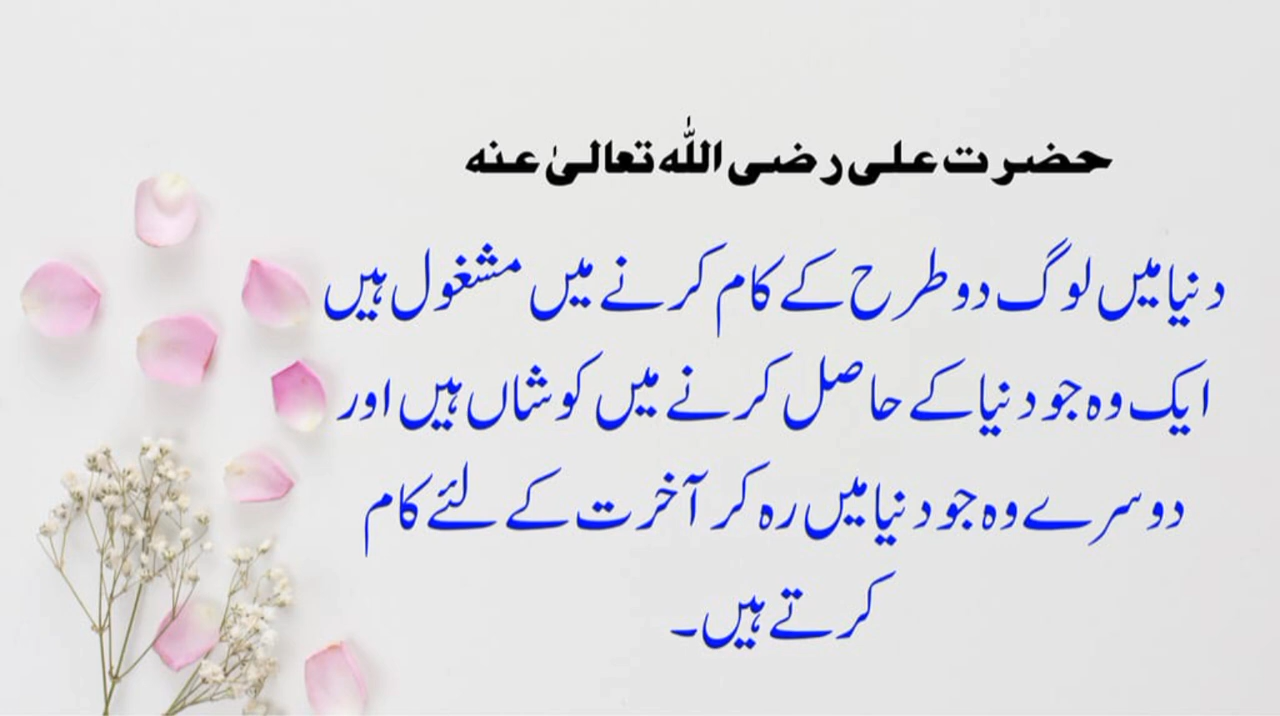 حضرت علی رضی اللہ تعالیٰ عنہ
دنیا میں لوگ دو طرح کے کام کرنے میں مشغول ہیں
ایک وہ جو دنیا کے حاصل کرنے میں کوشاں ہیں اور
دوسرے وہ جو دنیا میں رہ کر آخرت کے لئے کام
کرتے ہیں۔